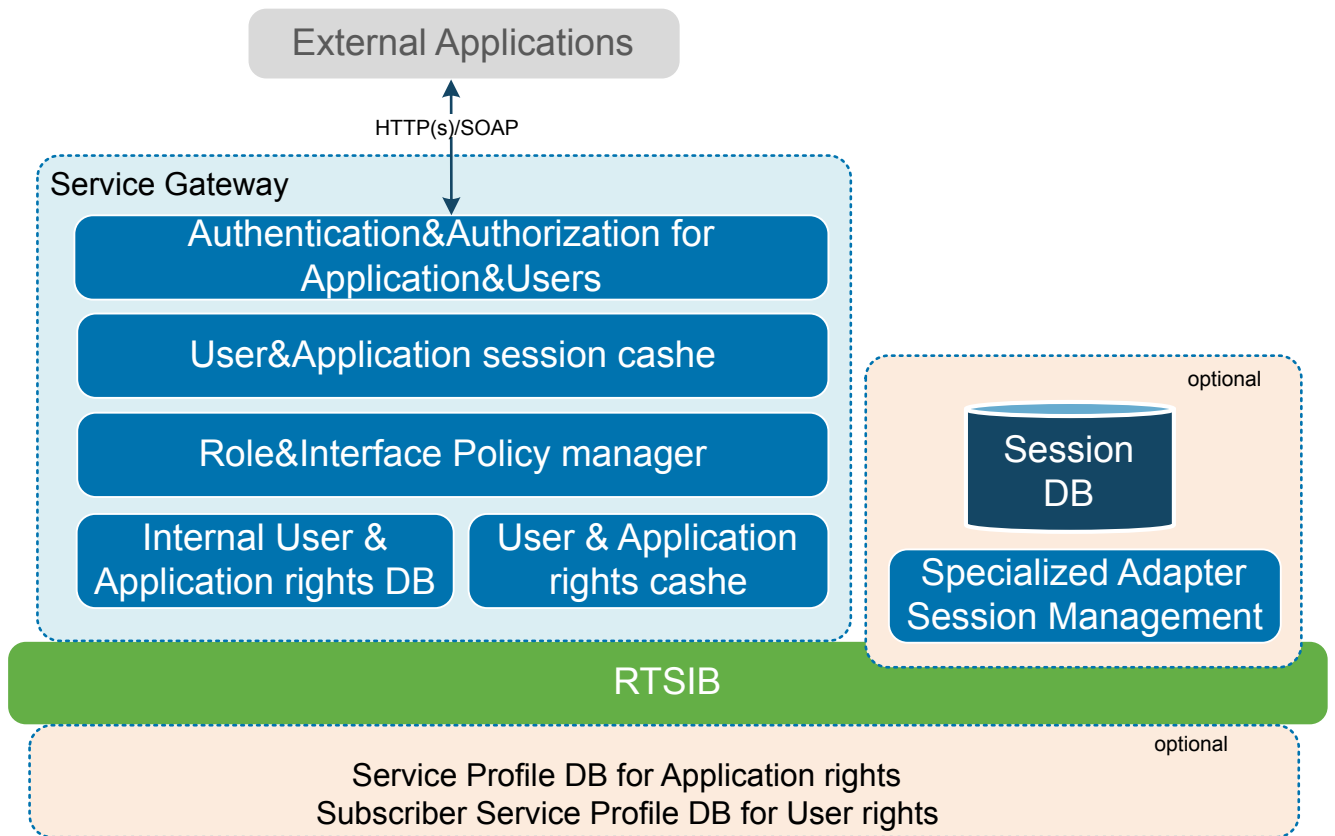 External Applications
HTTP(s)/SOAP
Service Gateway
Authentication&Authorization for
Application&Users
User&Application session cashe
Role&Interface Policy manager
Internal User &
Application rights DB
User & Application
rights cashe
optional
Session
DB
Specialized Adapter
Session Management
RTSIB
optional
Service Profile DB for Application rights
Subscriber Service Profile DB for User rights